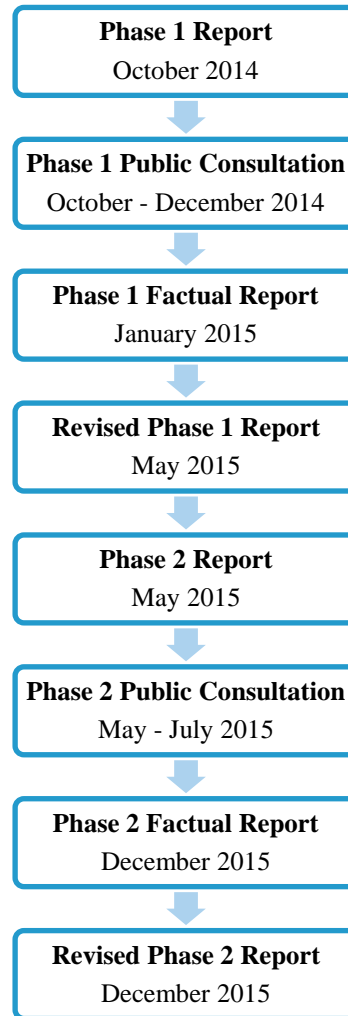 Phase 1 Report
October 2014
Phase 1 Public Consultation
October - December 2014
Phase 1 Factual Report
January 2015
Revised Phase 1 Report
May 2015
Phase 2 Report
May 2015
Phase 2 Public Consultation
May - July 2015
Phase 2 Factual Report
December 2015
Revised Phase 2 Report
December 2015